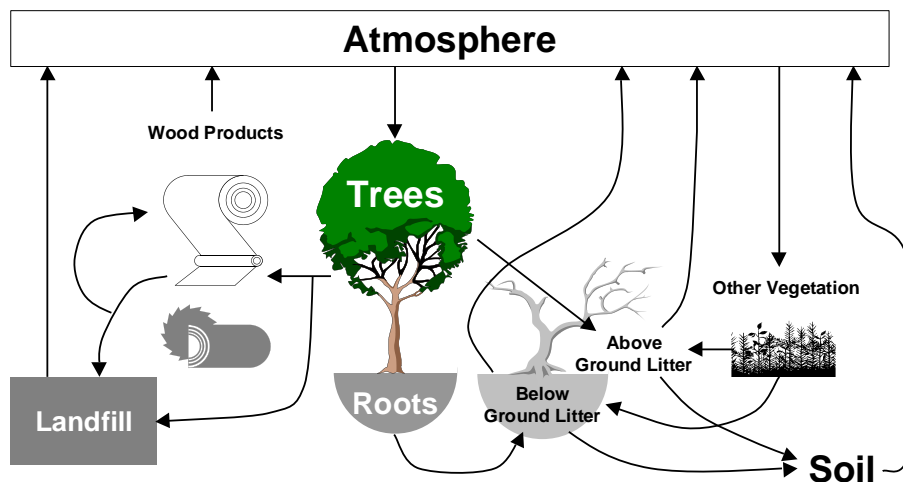 Atmosphere
Wood Products
Trees
Other Vegetation
Above
Ground Litter
Below
Ground Litter
Roots
Landfill
Soil